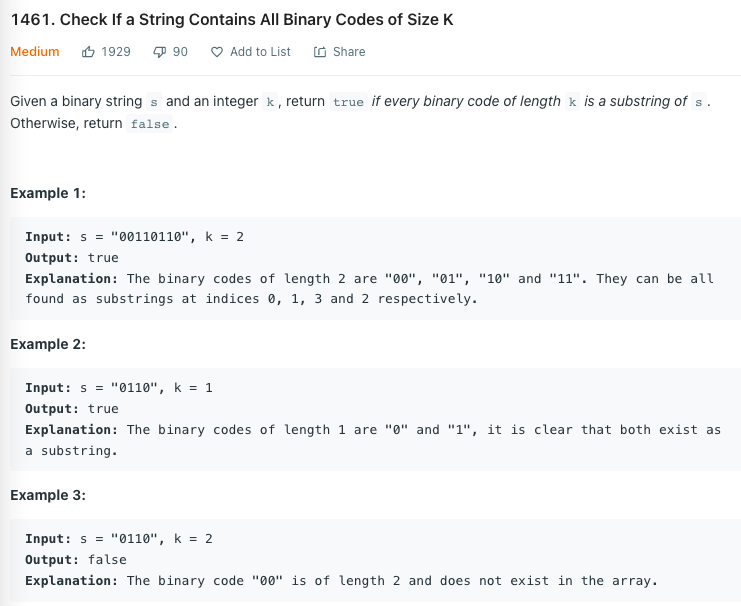 1461. Check If a String Contains All Binary Codes of Size K
Medium 1929 90 Add to List Share
Given a binary string s and an integer k, return true if every binary code of length k is a substring of s.
Otherwise, return false.
Example 1:
Input: s = "00110110", k = 2
Output: true
Explanation: The binary codes of length 2 are "00", "01", "10" and "11". They can be all
found as substrings at indices 0, 1, 3 and 2 respectively.
Example 2:
Input: s = "0110", k = 1
Output: true
Explanation: The binary codes of length 1 are "0" and "1", it is clear that both exist as
a substring.
Example 3:
Input: s = "0110", k = 2
Output: false
Explanation: The binary code "00" is of length 2 and does not exist in the array.